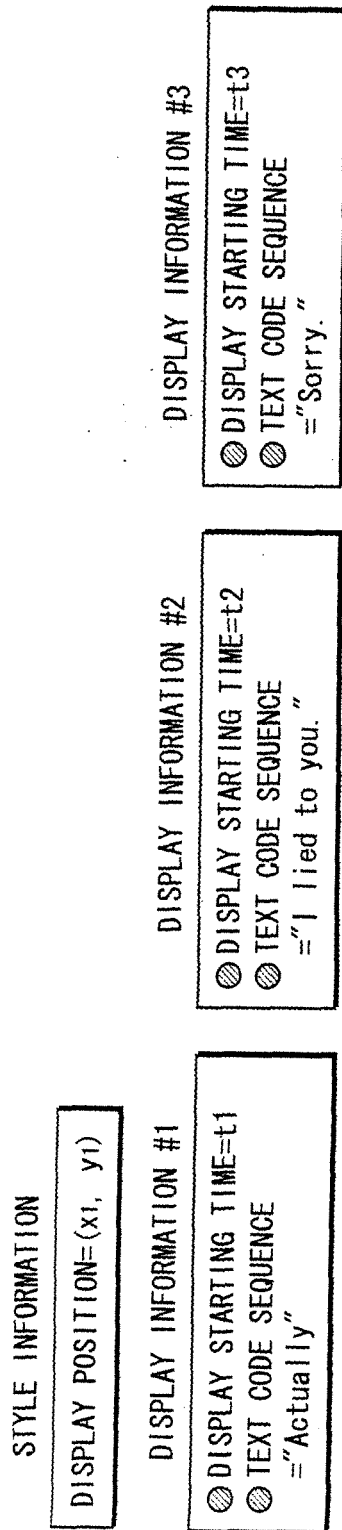 STYLE INFORMATION
DISPLAY POSITION=(x1, y1)
DISPLAY INFORMATION #1
◎ DISPLAY STARTING TIME=t1
◎ TEXT CODE SEQUENCE
="Actually"
DISPLAY INFORMATION #2
◎ DISPLAY STARTING TIME=t2
◎ TEXT CODE SEQUENCE
="I lied to you."
DISPLAY INFORMATION #3
◎ DISPLAY STARTING TIME=t3
◎ TEXT CODE SEQUENCE
="Sorry."